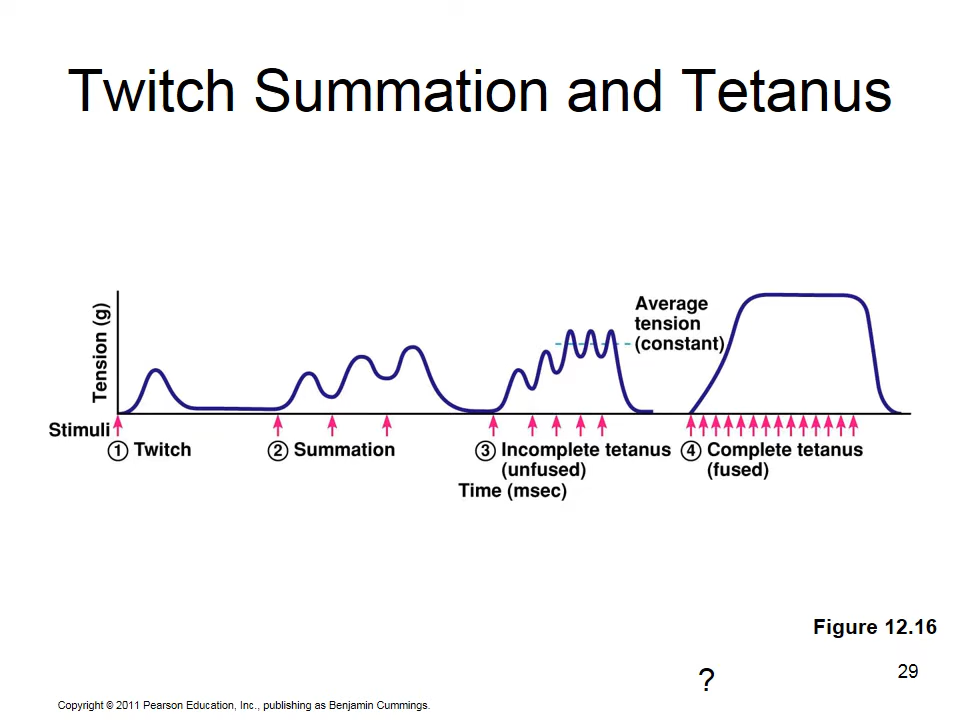 Twitch Summation and Tetanus
Tension (g)
Average
tension
(constant)
Stimuli
1 Twitch
2 Summation
3 Incomplete tetanus
(unfused)
4 Complete tetanus
(fused)
Time (msec)
Figure 12.16
29
?
Copyright © 2011 Pearson Education, Inc., publishing as Benjamin Cummings.